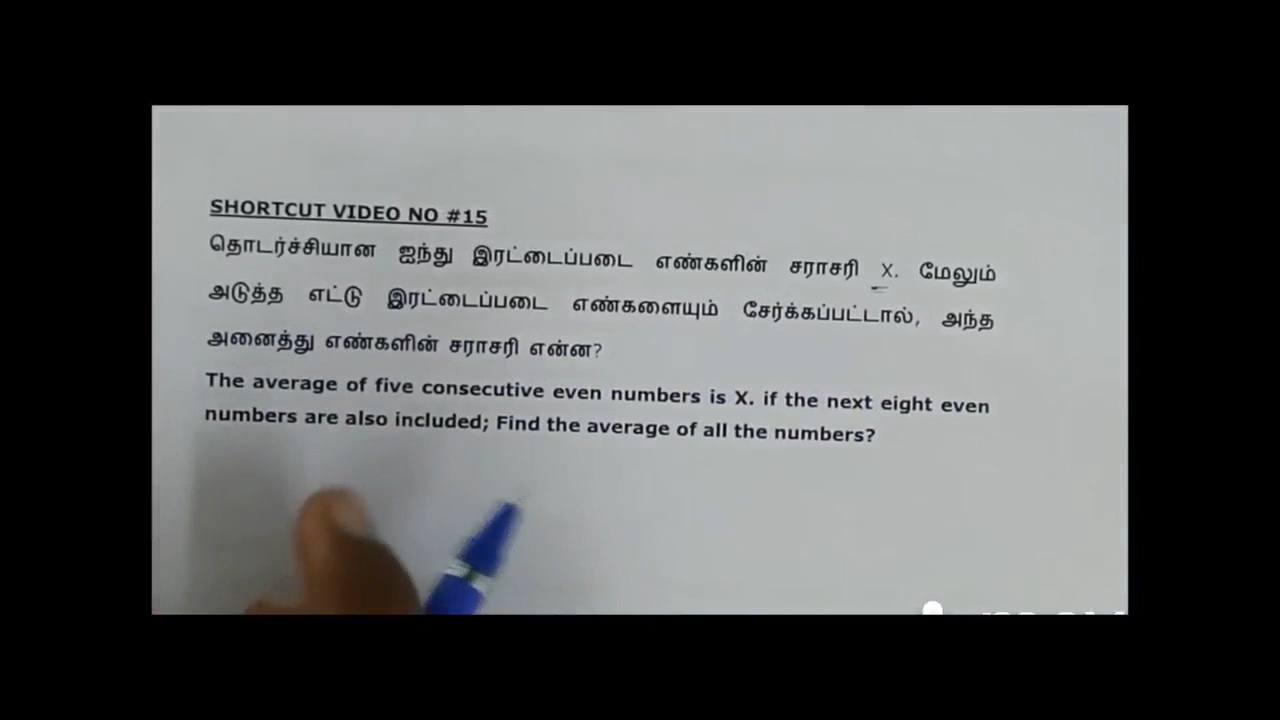 SHORTCUT VIDEO NO #15
தொடர்ச்சியான ஐந்து இரட்டைப்படை எண்களின் சராசரி X. மேலும்
அடுத்த எட்டு இரட்டைப்படை எண்களையும் சேர்க்கப்பட்டால், அந்த
அனைத்து எண்களின் சராசரி என்ன?
The average of five consecutive even numbers is X. if the next eight even
numbers are also included; Find the average of all the numbers?